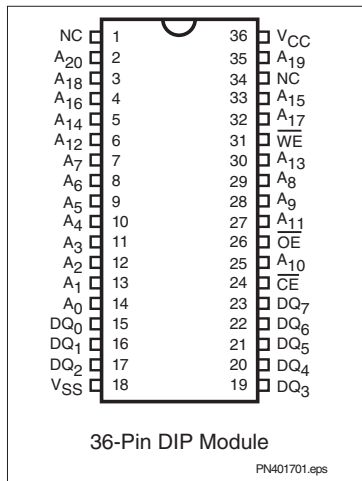 NC 1 36 VCC
A20 2 35 A19
A18 3 34 NC
A16 4 33 A15
A14 5 32 A17
A12 6 31 WE
A7 7 30 A13
A6 8 29 A8
A5 9 28 A9
A4 10 27 A11
A3 11 26 OE
A2 12 25 A10
A1 13 24 CE
A0 14 23 DQ7
DQ0 15 22 DQ6
DQ1 16 21 DQ5
DQ2 17 20 DQ4
VSS 18 19 DQ3
36-Pin DIP Module
PN401701.eps